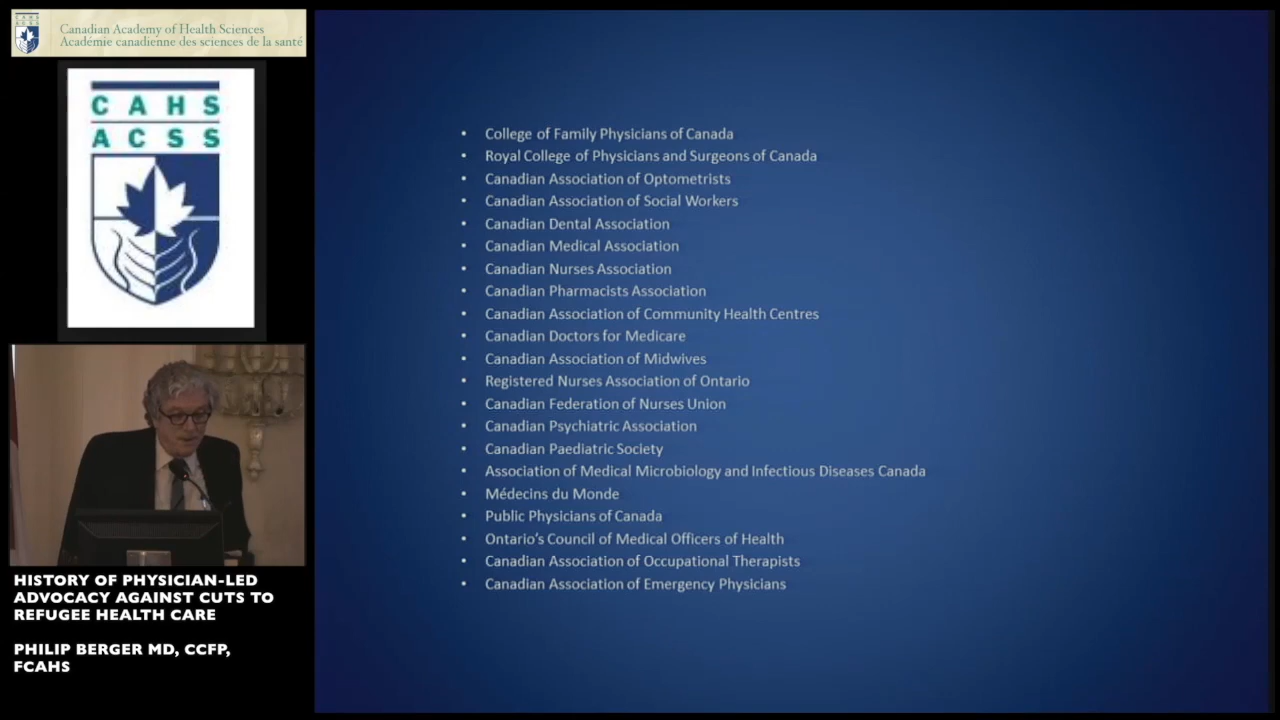 Canadian Academy of Health Sciences
Académie canadienne des sciences de la santé
CAHS
ACSS
HISTORY OF PHYSICIAN-LED
ADVOCACY AGAINST CUTS TO
REFUGEE HEALTH CARE
PHILIP BERGER MD, CCFP,
FCAHS
• College of Family Physicians of Canada
• Royal College of Physicians and Surgeons of Canada
• Canadian Association of Optometrists
• Canadian Association of Social Workers
• Canadian Dental Association
• Canadian Medical Association
• Canadian Nurses Association
• Canadian Pharmacists Association
• Canadian Association of Community Health Centres
• Canadian Doctors for Medicare
• Canadian Association of Midwives
• Registered Nurses Association of Ontario
• Canadian Federation of Nurses Union
• Canadian Psychiatric Association
• Canadian Paediatric Society
• Association of Medical Microbiology and Infectious Diseases Canada
• Médecins du Monde
• Public Physicians of Canada
• Ontario's Council of Medical Officers of Health
• Canadian Association of Occupational Therapists
• Canadian Association of Emergency Physicians